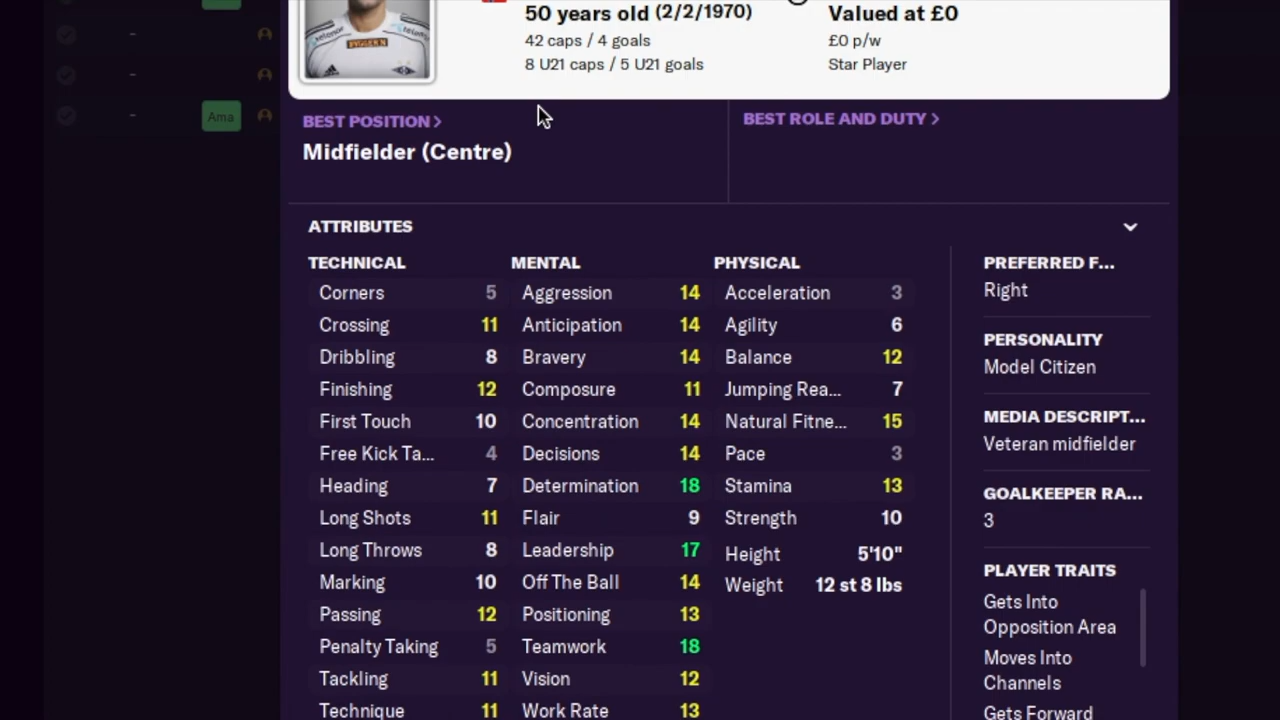 50 years old (2/2/1970)
Valued at £0
42 caps / 4 goals
£0 p/w
8 U21 caps / 5 U21 goals
Star Player
telenor
BYGGER'N
-
-
-
Ama
BEST POSITION >
BEST ROLE AND DUTY >
Midfielder (Centre)
ATTRIBUTES
TECHNICAL
Corners 5
Crossing 11
Dribbling 8
Finishing 12
First Touch 10
Free Kick Ta... 4
Heading 7
Long Shots 11
Long Throws 8
Marking 10
Passing 12
Penalty Taking 5
Tackling 11
Technique 11
MENTAL
Aggression 14
Anticipation 14
Bravery 14
Composure 11
Concentration 14
Decisions 14
Determination 18
Flair 9
Leadership 17
Off The Ball 14
Positioning 13
Teamwork 18
Vision 12
Work Rate 13
PHYSICAL
Acceleration 3
Agility 6
Balance 12
Jumping Rea... 7
Natural Fitne... 15
Pace 3
Stamina 13
Strength 10
Height 5'10"
Weight 12 st 8 lbs
PREFERRED F...
Right
PERSONALITY
Model Citizen
MEDIA DESCRIPT...
Veteran midfielder
GOALKEEPER RA...
3
PLAYER TRAITS
Gets Into
Opposition Area
Moves Into
Channels
Gets Forward